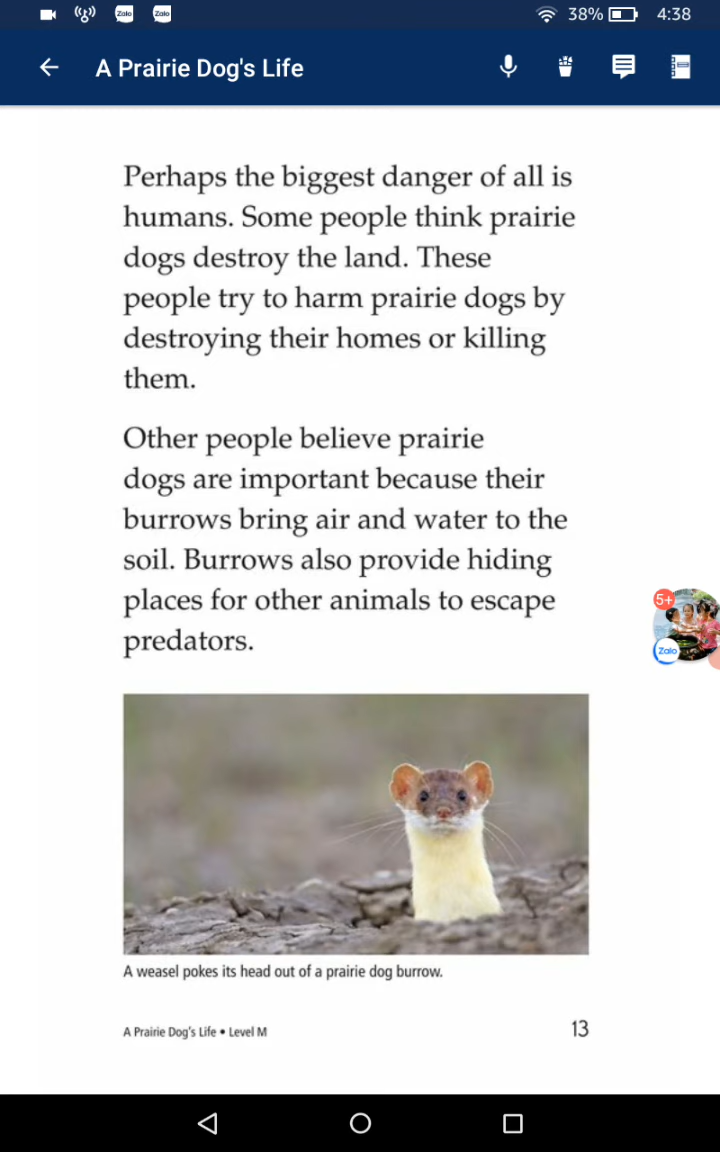 38% 4:38
A Prairie Dog's Life
Perhaps the biggest danger of all is
humans. Some people think prairie
dogs destroy the land. These
people try to harm prairie dogs by
destroying their homes or killing
them.
Other people believe prairie
dogs are important because their
burrows bring air and water to the
soil. Burrows also provide hiding
places for other animals to escape
predators.
5+
Zalo
A weasel pokes its head out of a prairie dog burrow.
A Prairie Dog's Life • Level M 13